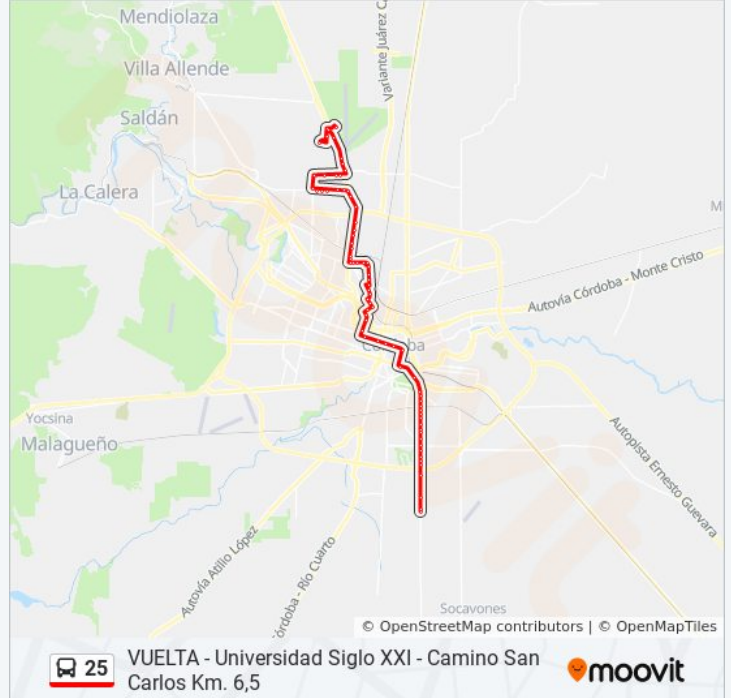 Mendiolaza
Variante Juárez C
Villa Allende
Saldán
La Calera
M
Autovía Córdoba - Monte Cristo
Yocsina
Malagueño
Autopista Ernesto Guevara
Autovía Atilio López
órdoba - Río Cuarto
Socavones
© OpenStreetMap contributors | © OpenMapTiles
25
VUELTA - Universidad Siglo XXI - Camino San
Carlos Km. 6,5
moovit